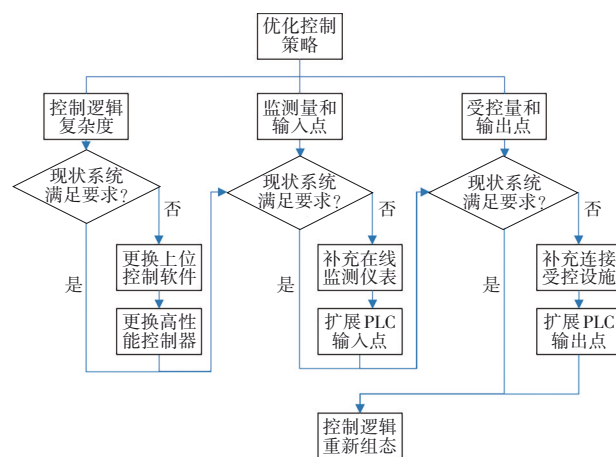 优化控制
策略
控制逻辑
复杂度
监测量和
输入点
受控量和
输出点
现状系统
满足要求？
现状系统
满足要求？
现状系统
满足要求？
否
否
否
是
更换上位
控制软件
是
补充在线
监测仪表
是
补充连接
受控设施
更换高性
能控制器
扩展PLC
输入点
扩展PLC
输出点
控制逻辑
重新组态